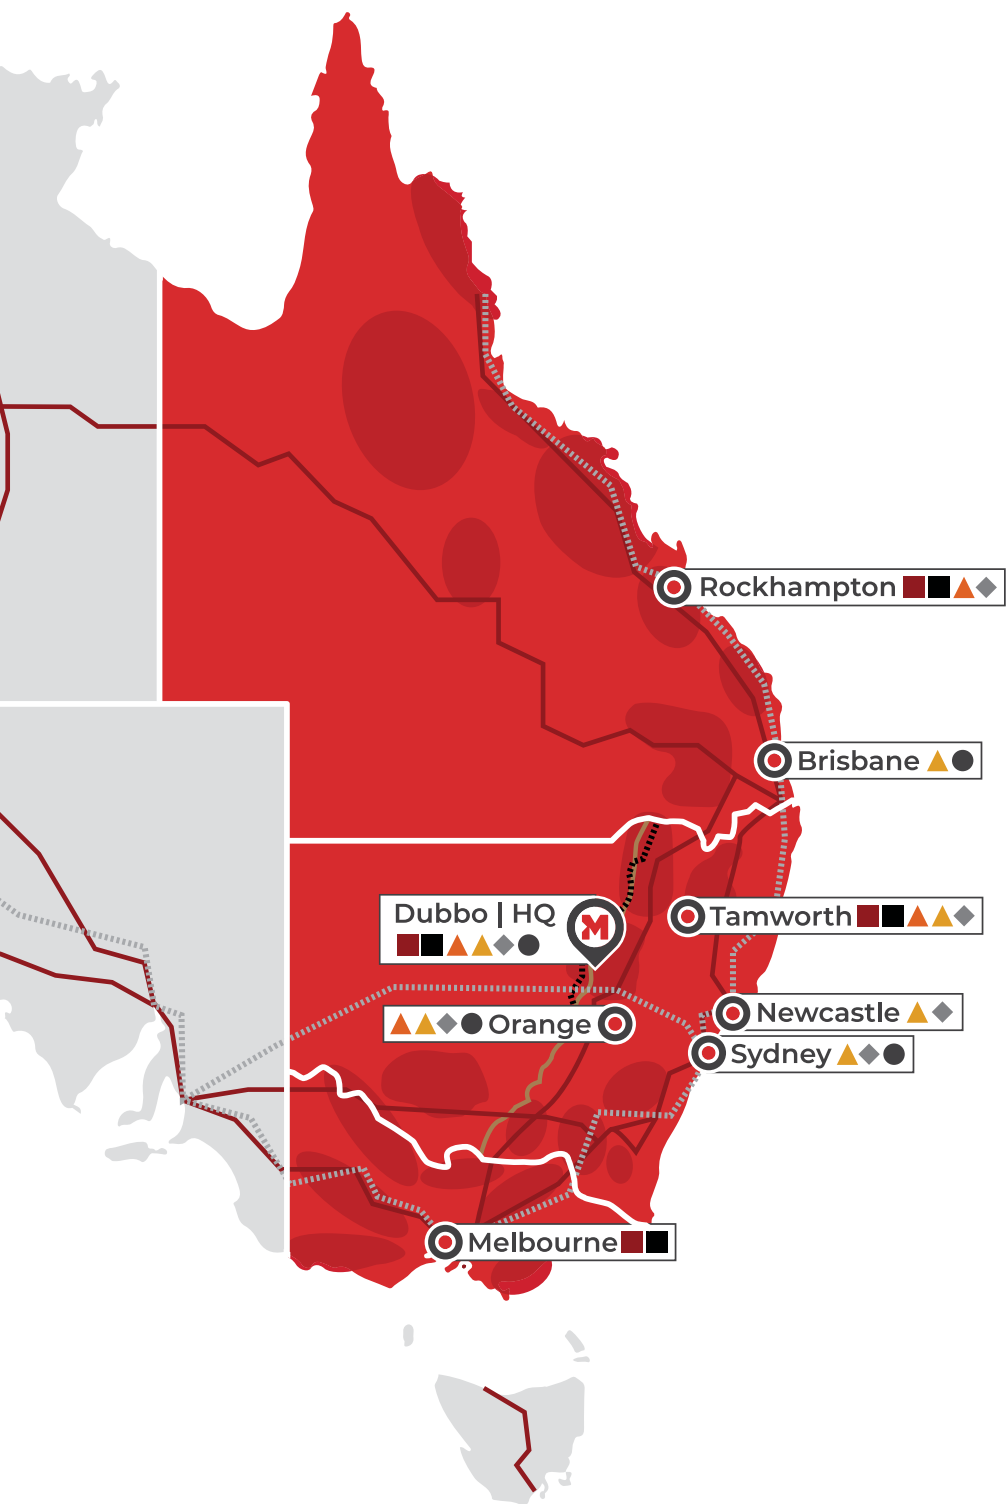 Rockhampton
Brisbane
Dubbo | HQ
M
Tamworth
Newcastle
Orange
Sydney
Melbourne